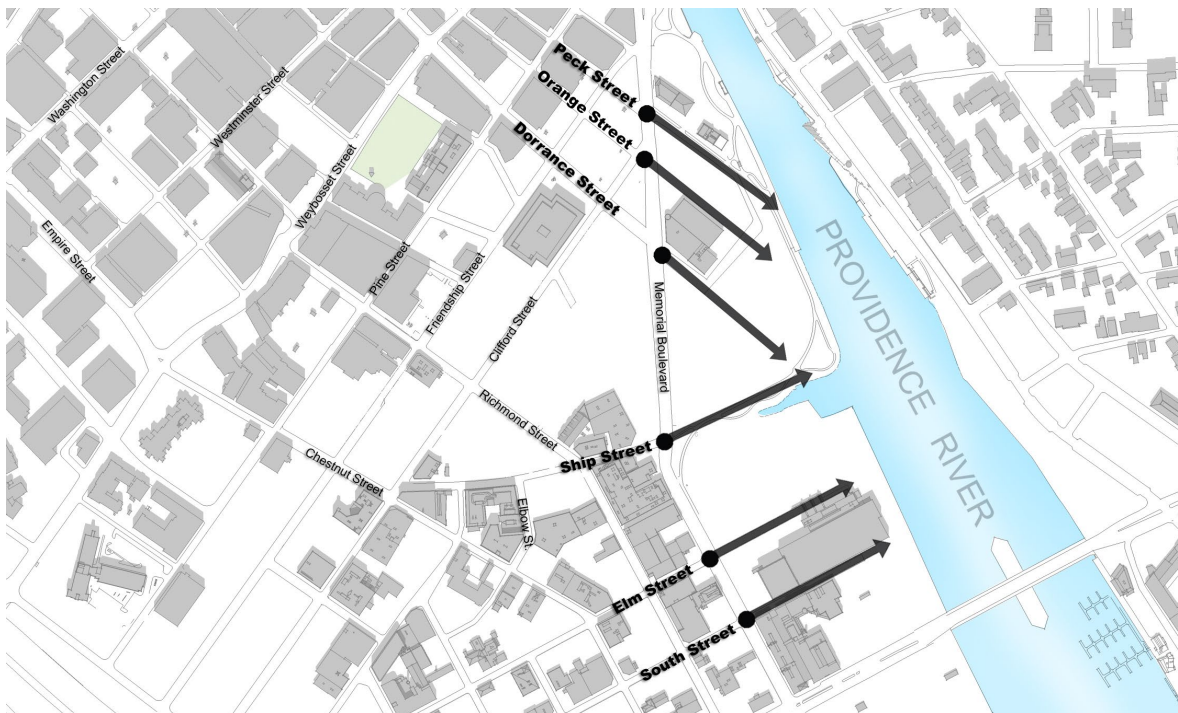 Peck Street
Orange Street
Dorrance Street
Washington Street
Westminster Street
Weybosset Street
Empire Street
Pine Street
Friendship Street
Clifford Street
Memorial Boulevard
PROVIDENCE RIVER
Richmond Street
Ship Street
Chestnut Street
Elbow St.
Elm Street
South Street